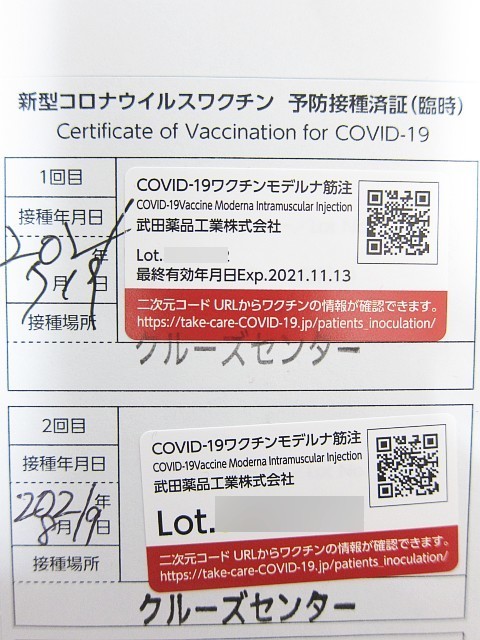 新型コロナウイルスワクチン 予防接種済証(臨時)
Certificate of Vaccination for COVID-19
1回目
接種年月日
2021年
月19日
接種場所
COVID-19ワクチンモデルナ筋注
COVID-19Vaccine Moderna Intramuscular Injection
武田薬品工業株式会社
Lot.
最終有効年月日Exp.2021.11.13
二次元コード URLからワクチンの情報が確認できます。
https://take-care-COVID-19.jp/patients_inoculation/
クルーズセンター
2回目
接種年月日
2021年
8月19日
接種場所
COVID-19ワクチンモデルナ筋注
COVID-19Vaccine Moderna Intramuscular Injection
武田薬品工業株式会社
Lot.
二次元コード URLからワクチンの情報が確認できます。
https://take-care-COVID-19.jp/patients_inoculation/
クルーズセンター